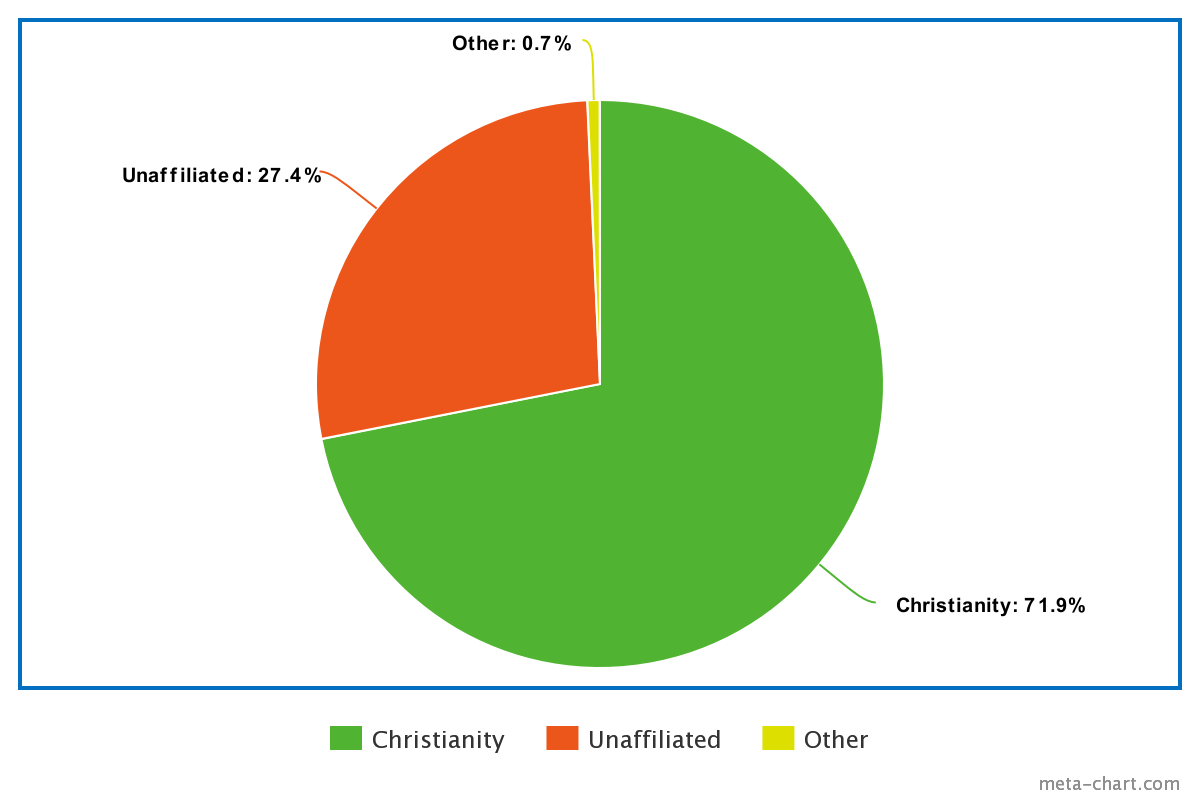 Other: 0.7%
Unaffiliated: 27.4%
Christianity: 71.9%
Christianity Unaffiliated Other
meta-chart.com